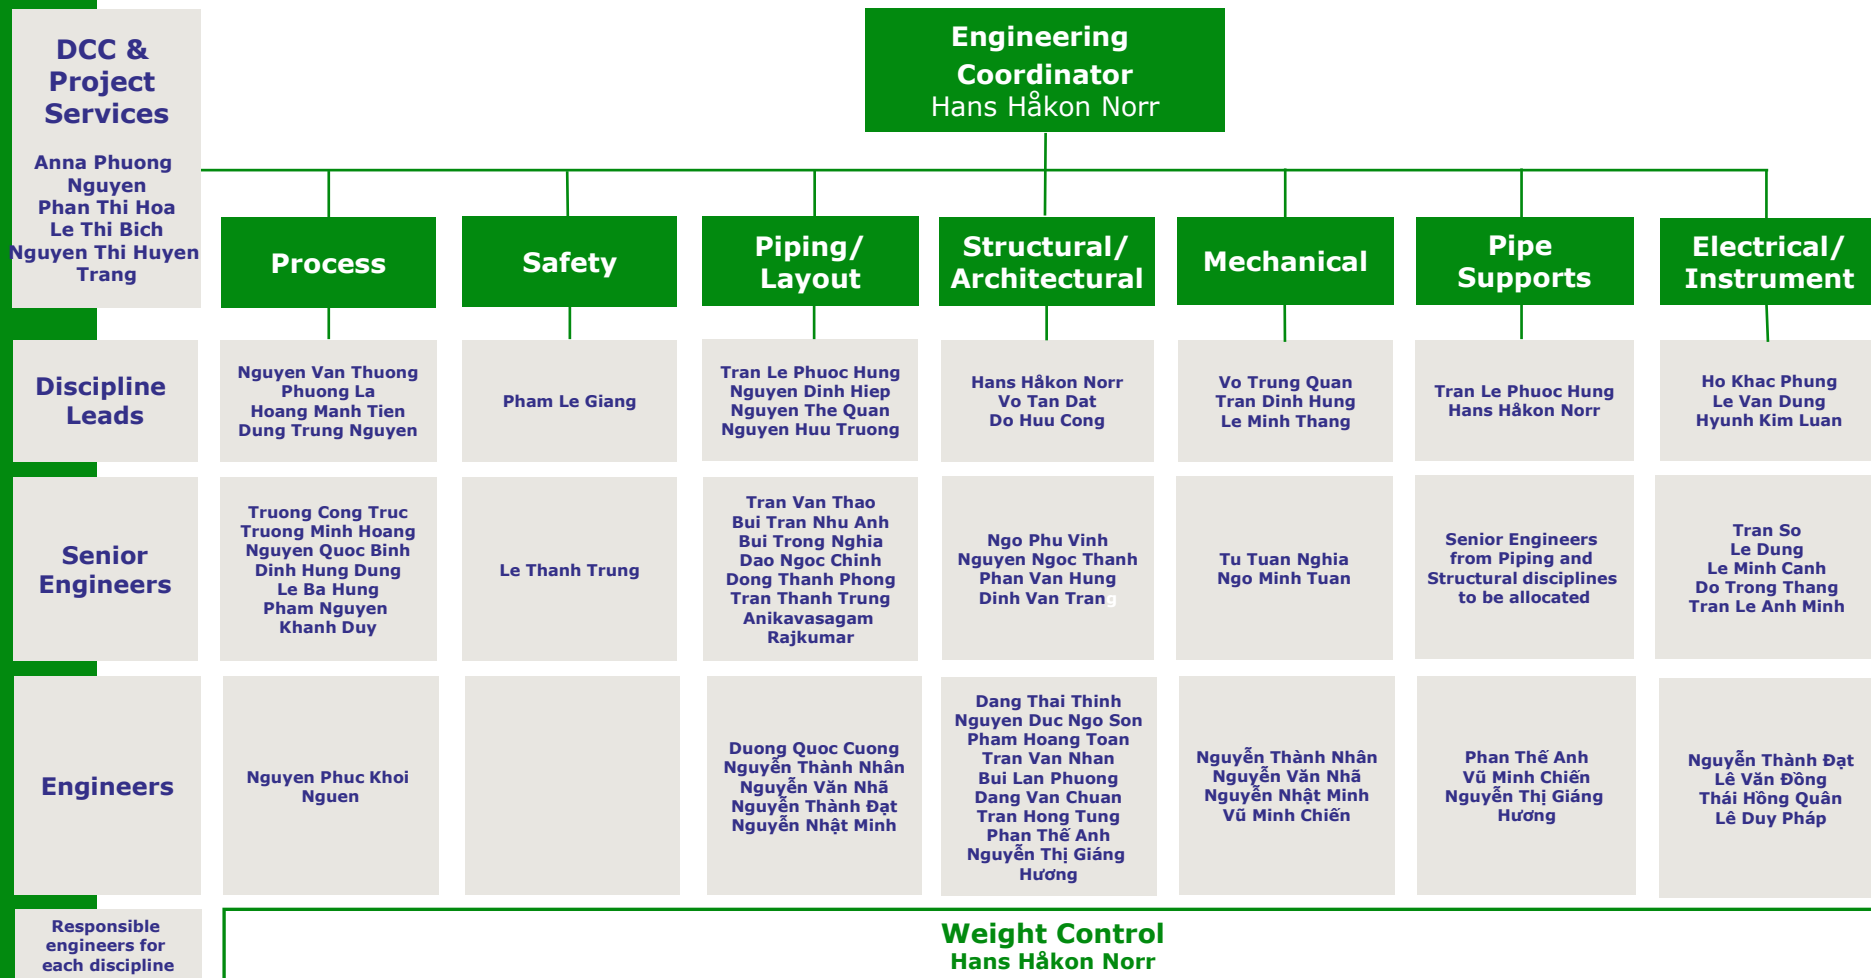 DCC &
Project
Services
Anna Phuong
Nguyen
Phan Thi Hoa
Le Thi Bich
Nguyen Thi Huyen
Trang
Engineering
Coordinator
Hans Håkon Norr
Process
Safety
Piping/
Layout
Structural/
Architectural
Mechanical
Pipe
Supports
Electrical/
Instrument
Discipline
Leads
Nguyen Van Thuong
Phuong La
Hoang Manh Tien
Dung Trung Nguyen
Pham Le Giang
Tran Le Phuoc Hung
Nguyen Dinh Hiep
Nguyen The Quan
Nguyen Huu Truong
Hans Håkon Norr
Vo Tan Dat
Do Huu Cong
Vo Trung Quan
Tran Dinh Hung
Le Minh Thang
Tran Le Phuoc Hung
Hans Håkon Norr
Ho Khac Phung
Le Van Dung
Hyunh Kim Luan
Senior
Engineers
Truong Cong Truc
Truong Minh Hoang
Nguyen Quoc Binh
Dinh Hung Dung
Le Ba Hung
Pham Nguyen
Khanh Duy
Le Thanh Trung
Tran Van Thao
Bui Tran Nhu Anh
Bui Trong Nghia
Dao Ngoc Chinh
Dong Thanh Phong
Tran Thanh Trung
Anikavasagam
Rajkumar
Ngo Phu Vinh
Nguyen Ngoc Thanh
Phan Van Hung
Dinh Van Trang
Tu Tuan Nghia
Ngo Minh Tuan
Senior Engineers
from Piping and
Structural disciplines
to be allocated
Tran So
Le Dung
Le Minh Canh
Do Trong Thang
Tran Le Anh Minh
Engineers
Nguyen Phuc Khoi
Nguen
Duong Quoc Cuong
Nguyễn Thành Nhân
Nguyễn Văn Nhã
Nguyễn Thành Đạt
Nguyễn Nhật Minh
Dang Thai Thinh
Nguyen Duc Ngo Son
Pham Hoang Toan
Tran Van Nhan
Bui Lan Phuong
Dang Van Chuan
Tran Hong Tung
Phan Thế Anh
Nguyễn Thị Giáng
Hương
Nguyễn Thành Nhân
Nguyễn Văn Nhã
Nguyễn Nhật Minh
Vũ Minh Chiến
Phan Thế Anh
Vũ Minh Chiến
Nguyễn Thị Giáng
Hương
Nguyễn Thành Đạt
Lê Văn Đồng
Thái Hồng Quân
Lê Duy Pháp
Responsible
engineers for
each discipline
Weight Control
Hans Håkon Norr